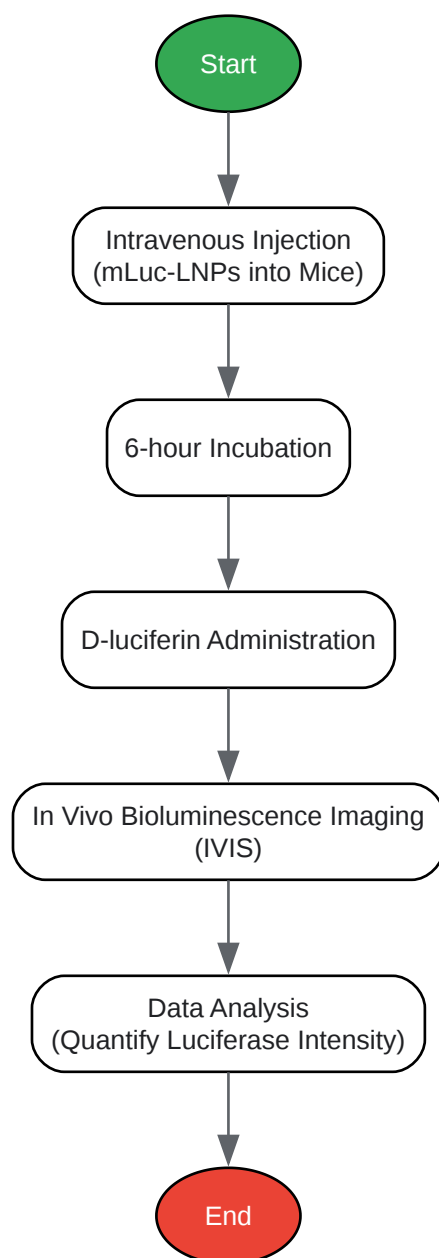 Start
Intravenous Injection
(mLuc-LNPs into Mice)
6-hour Incubation
D-luciferin Administration
In Vivo Bioluminescence Imaging
(IVIS)
Data Analysis
(Quantify Luciferase Intensity)
End